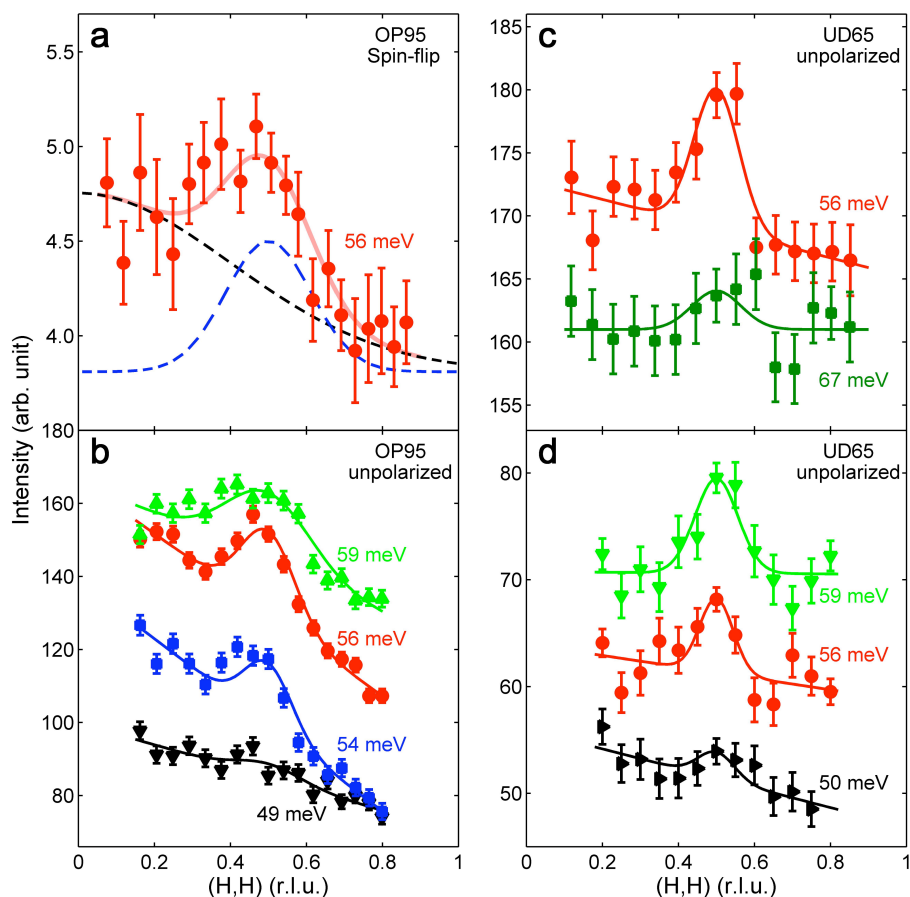 a
OP95
Spin-flip
5.5
5.0
4.5
4.0
56 meV
c
UD65
unpolarized
185
180
175
170
165
160
155
56 meV
67 meV
Intensity (arb. unit)
b
OP95
unpolarized
180
160
140
120
100
80
59 meV
56 meV
54 meV
49 meV
0 0.2 0.4 0.6 0.8 1
(H,H) (r.l.u.)
d
UD65
unpolarized
80
70
60
50
59 meV
56 meV
50 meV
0 0.2 0.4 0.6 0.8 1
(H,H) (r.l.u.)